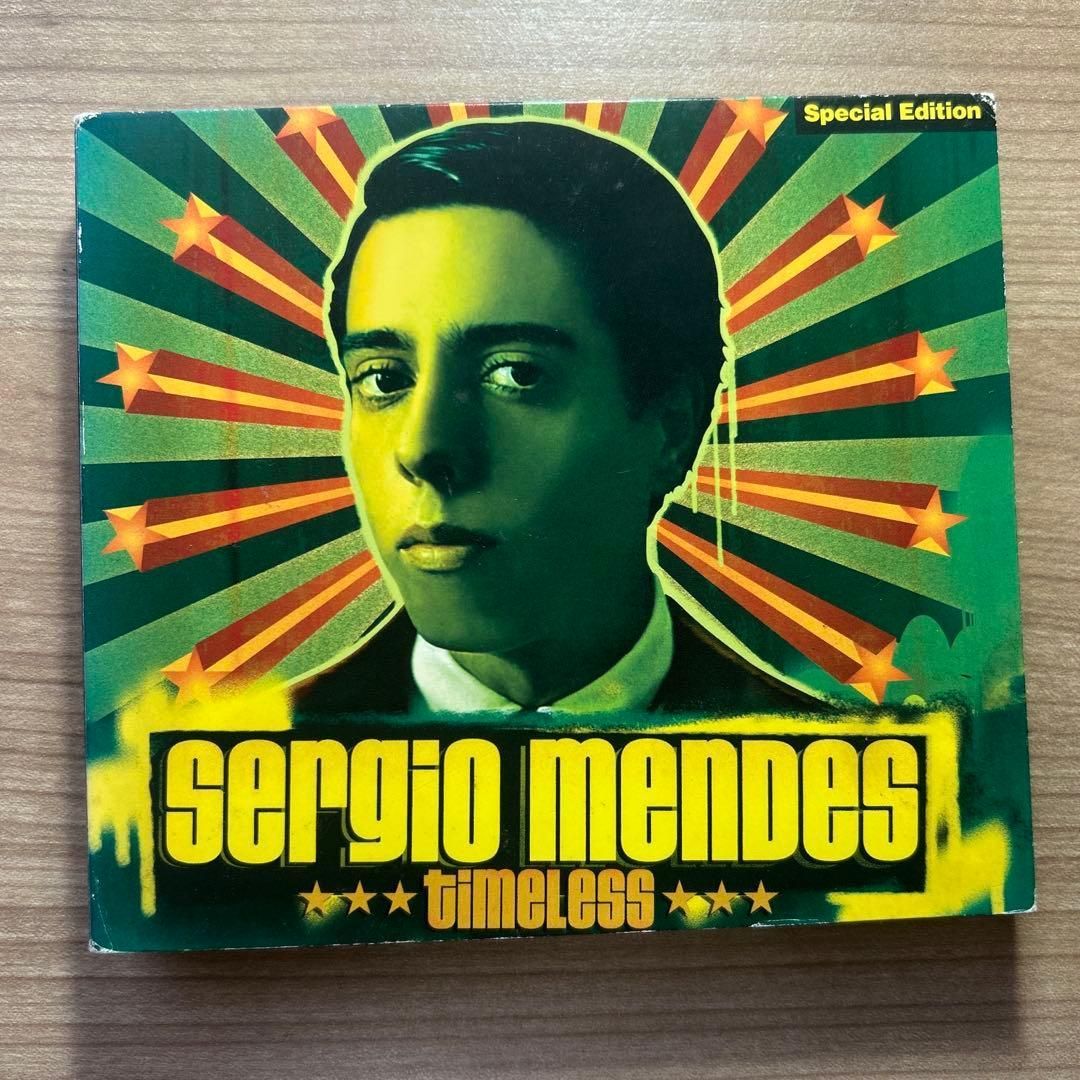 Special Edition
sergio mendes
timeless